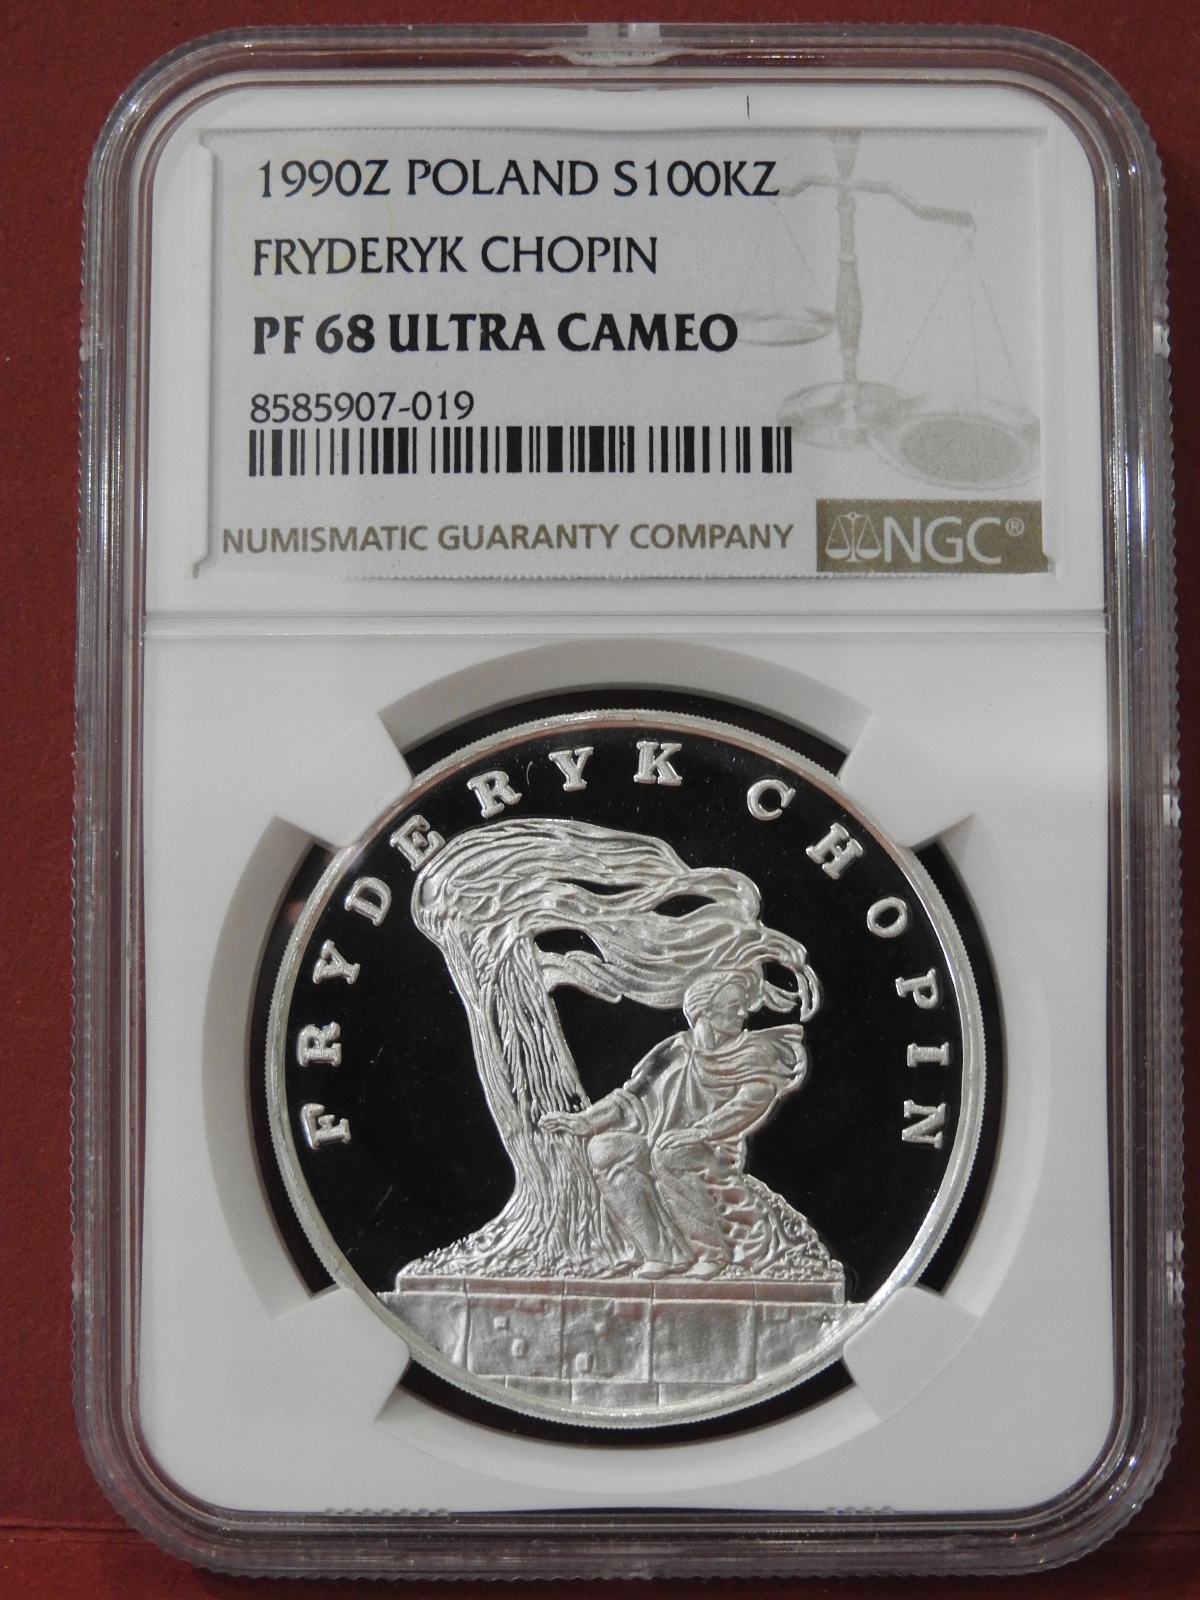 1990Z POLAND S100KZ
FRYDERYK CHOPIN
PF 68 ULTRA CAMEO
8585907-019
NUMISMATIC GUARANTY COMPANY
NGC®
FRYDERYK CHOPIN